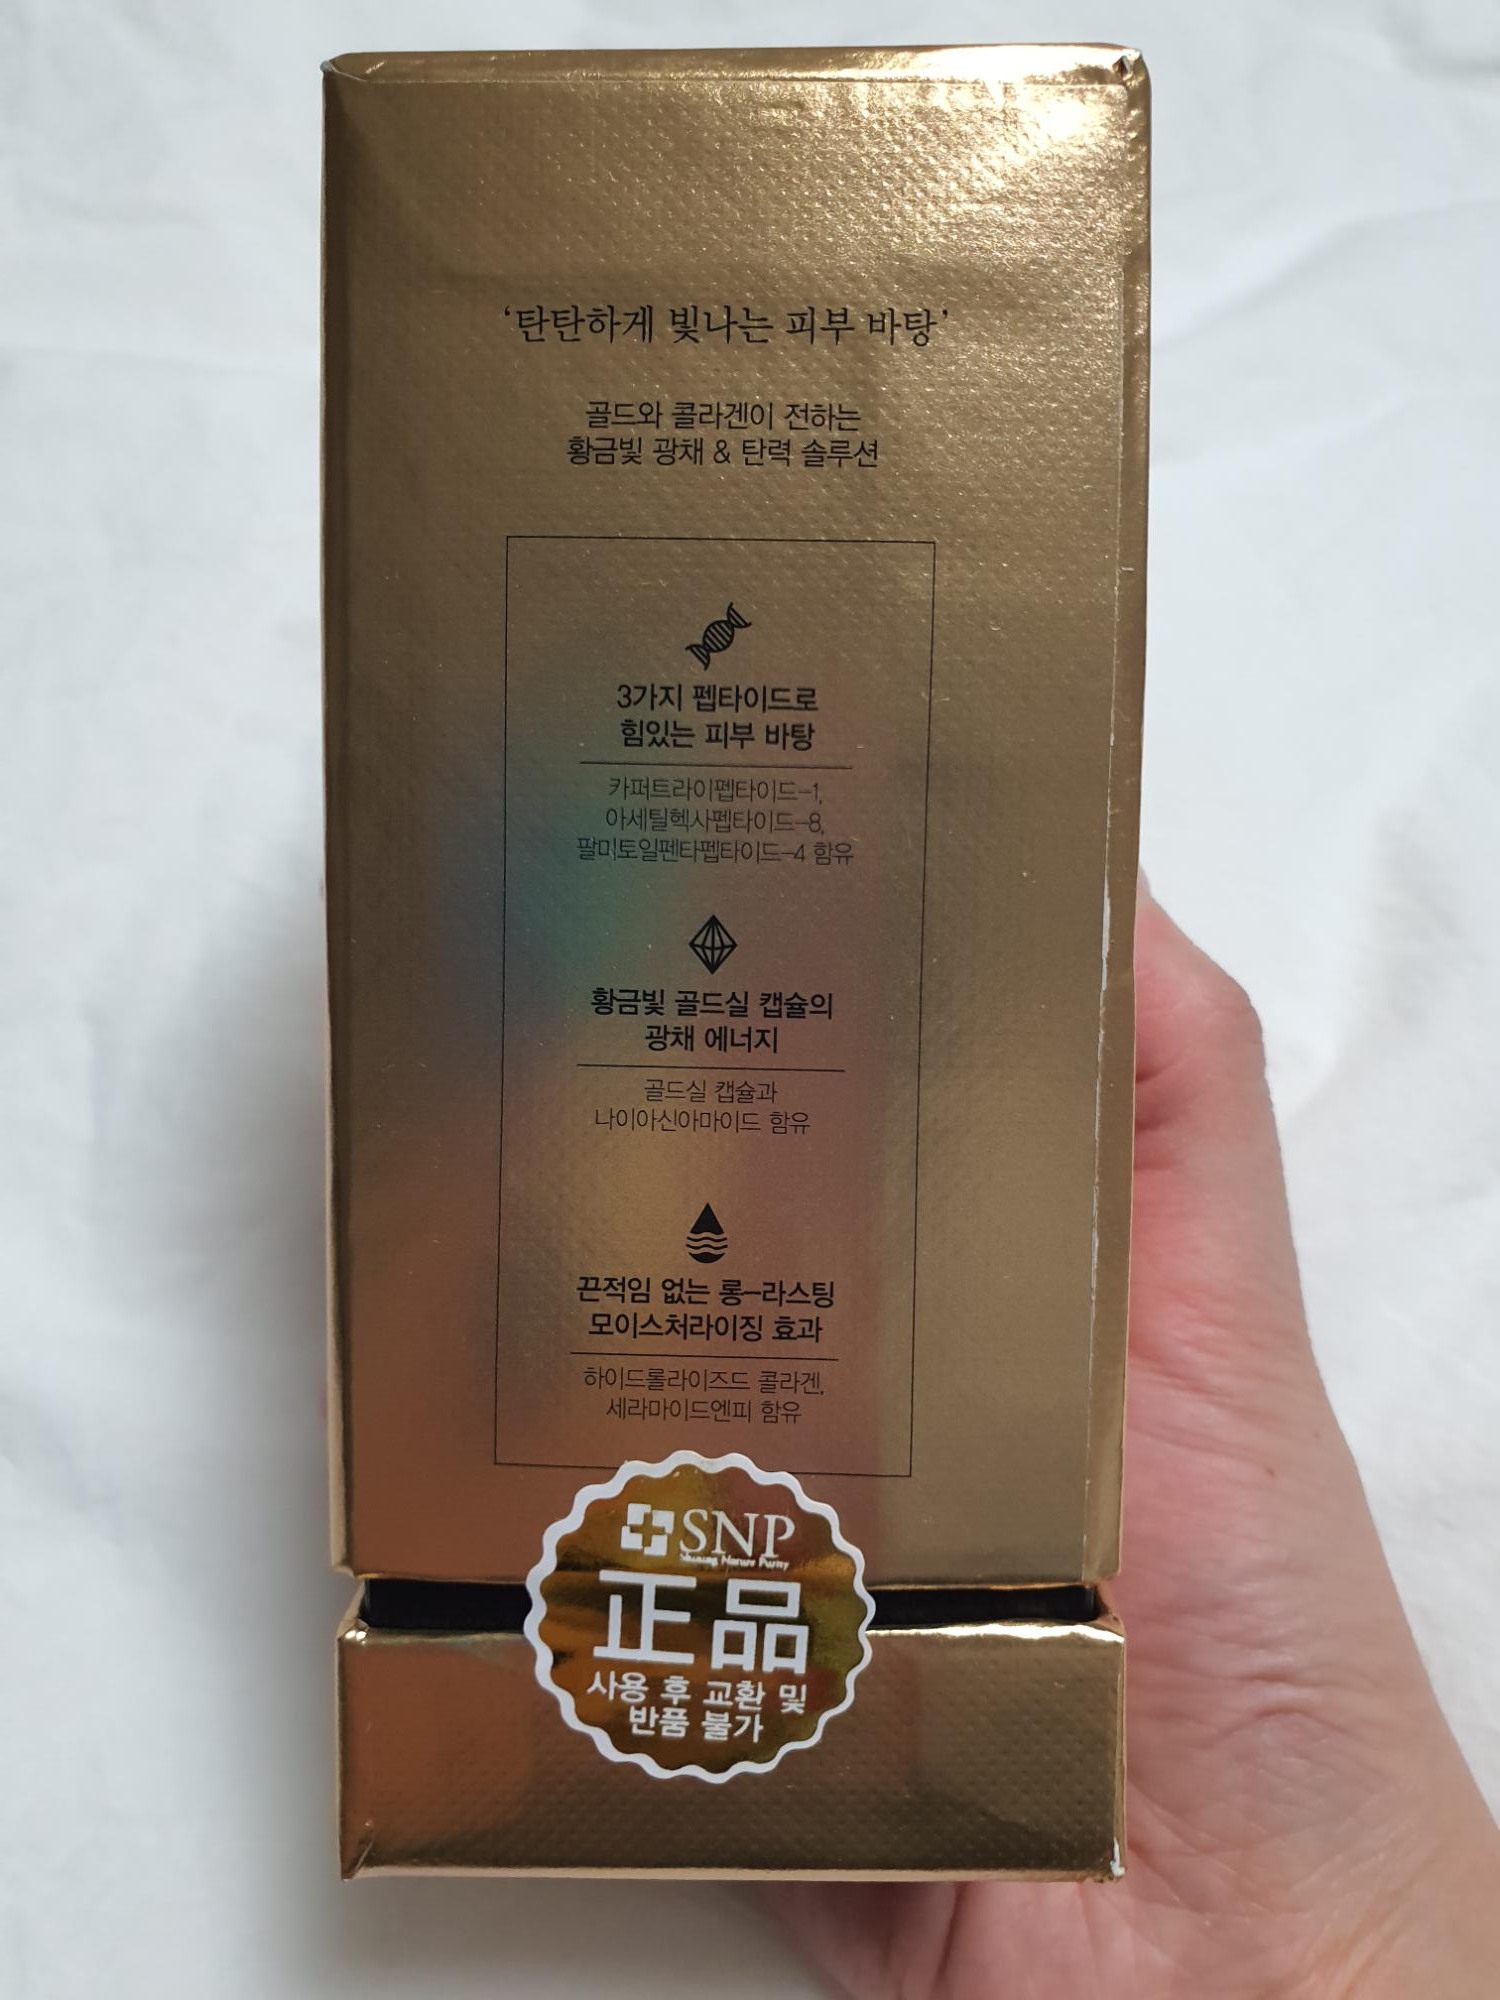 ‘탄탄하게 빛나는 피부 바탕’
골드와 콜라겐이 전하는
황금빛 광채 & 탄력 솔루션
3가지 펩타이드로
힘있는 피부 바탕
카퍼트라이펩타이드-1,
아세틸헥사펩타이드-8,
팔미토일펜타펩타이드-4 함유
황금빛 골드실 캡슐의
광채 에너지
골드실 캡슐과
나이아신아마이드 함유
끈적임 없는 롱-라스팅
모이스처라이징 효과
하이드롤라이즈드 콜라겐,
세라마이드엔피 함유
SNP
Shining Nature Purity
正品
사용 후 교환 및
반품 불가